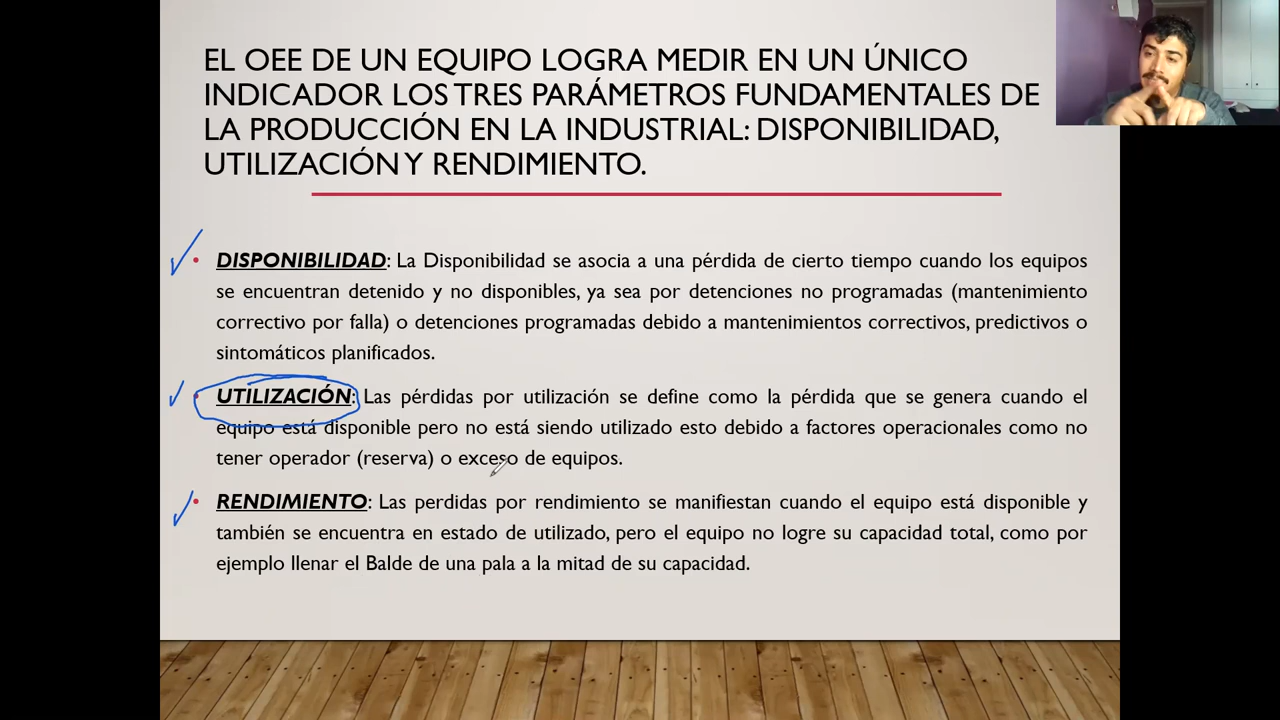 EL OEE DE UN EQUIPO LOGRA MEDIR EN UN ÚNICO
INDICADOR LOS TRES PARÁMETROS FUNDAMENTALES DE
LA PRODUCCIÓN EN LA INDUSTRIAL: DISPONIBILIDAD,
UTILIZACIÓN Y RENDIMIENTO.
• DISPONIBILIDAD: La Disponibilidad se asocia a una pérdida de cierto tiempo cuando los equipos
se encuentran detenido y no disponibles, ya sea por detenciones no programadas (mantenimiento
correctivo por falla) o detenciones programadas debido a mantenimientos correctivos, predictivos o
sintomáticos planificados.
• UTILIZACIÓN: Las pérdidas por utilización se define como la pérdida que se genera cuando el
equipo está disponible pero no está siendo utilizado esto debido a factores operacionales como no
tener operador (reserva) o exceso de equipos.
• RENDIMIENTO: Las perdidas por rendimiento se manifiestan cuando el equipo está disponible y
también se encuentra en estado de utilizado, pero el equipo no logre su capacidad total, como por
ejemplo llenar el Balde de una pala a la mitad de su capacidad.